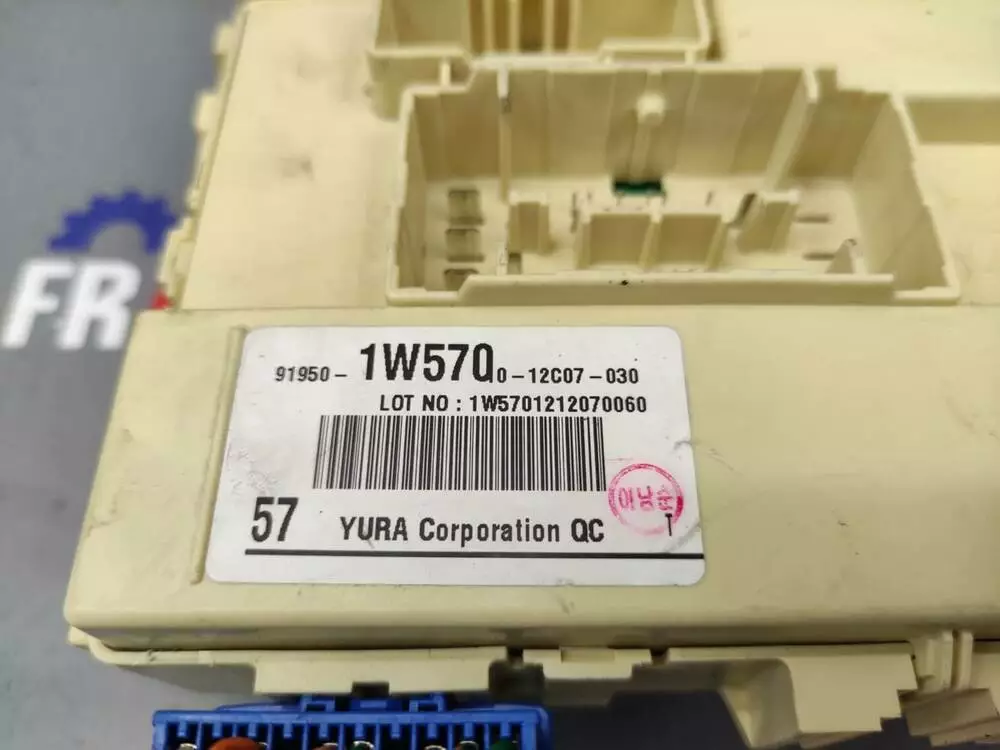 FR
91950- 1W570 0-12C07-030
LOT NO : 1W5701212070060
57 YURA Corporation QC
T